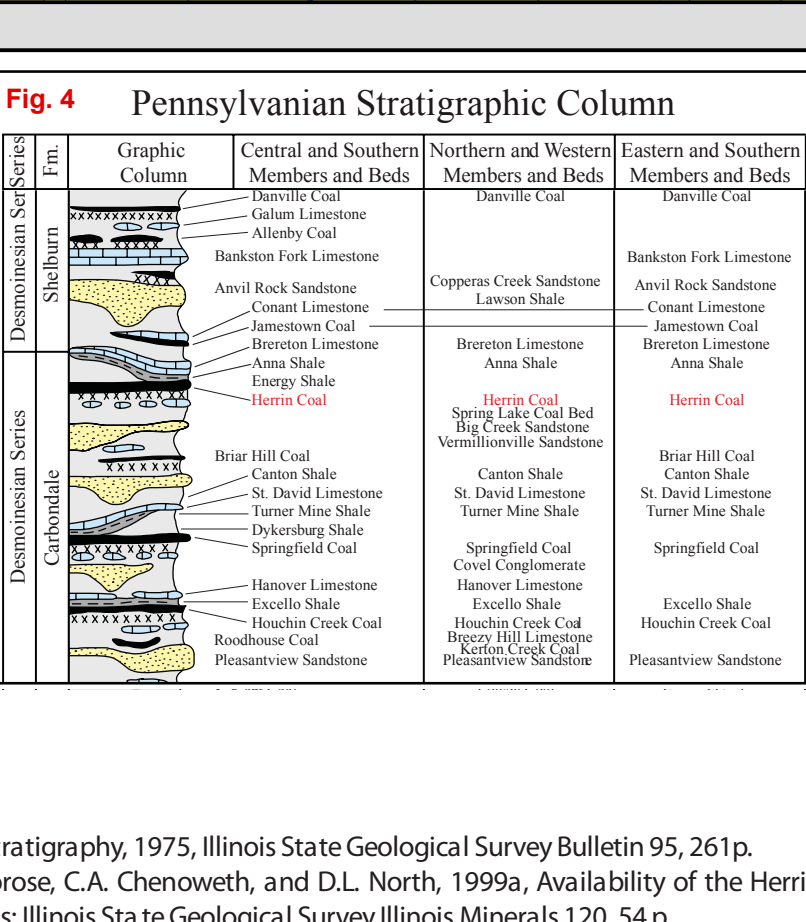 Fig. 4 Pennsylvanian Stratigraphic Column
Series
Fm.
Graphic Column
Central and Southern Members and Beds
Northern and Western Members and Beds
Eastern and Southern Members and Beds
Desmoinesian Ser
Shelburn
Desmoinesian Series
Carbondale
Danville Coal
Galum Limestone
Allenby Coal
Bankston Fork Limestone
Anvil Rock Sandstone
Conant Limestone
Jamestown Coal
Brereton Limestone
Anna Shale
Energy Shale
Herrin Coal
Briar Hill Coal
Canton Shale
St. David Limestone
Turner Mine Shale
Dykersburg Shale
Springfield Coal
Hanover Limestone
Excello Shale
Houchin Creek Coal
Roodhouse Coal
Pleasantview Sandstone
Danville Coal
Copperas Creek Sandstone
Lawson Shale
Brereton Limestone
Anna Shale
Herrin Coal
Spring Lake Coal Bed
Big Creek Sandstone
Vermillionville Sandstone
Canton Shale
St. David Limestone
Turner Mine Shale
Springfield Coal
Covel Conglomerate
Hanover Limestone
Excello Shale
Houchin Creek Coal
Breezy Hill Limestone
Kerton Creek Coal
Pleasantview Sandstone
Danville Coal
Bankston Fork Limestone
Anvil Rock Sandstone
Conant Limestone
Jamestown Coal
Brereton Limestone
Anna Shale
Herrin Coal
Briar Hill Coal
Canton Shale
St. David Limestone
Turner Mine Shale
Springfield Coal
Excello Shale
Houchin Creek Coal
Pleasantview Sandstone
ratigraphy, 1975, Illinois State Geological Survey Bulletin 95, 261p.
brose, C.A. Chenoweth, and D.L. North, 1999a, Availability of the Herri
s: Illinois State Geological Survey Illinois Minerals 120, 54 p.